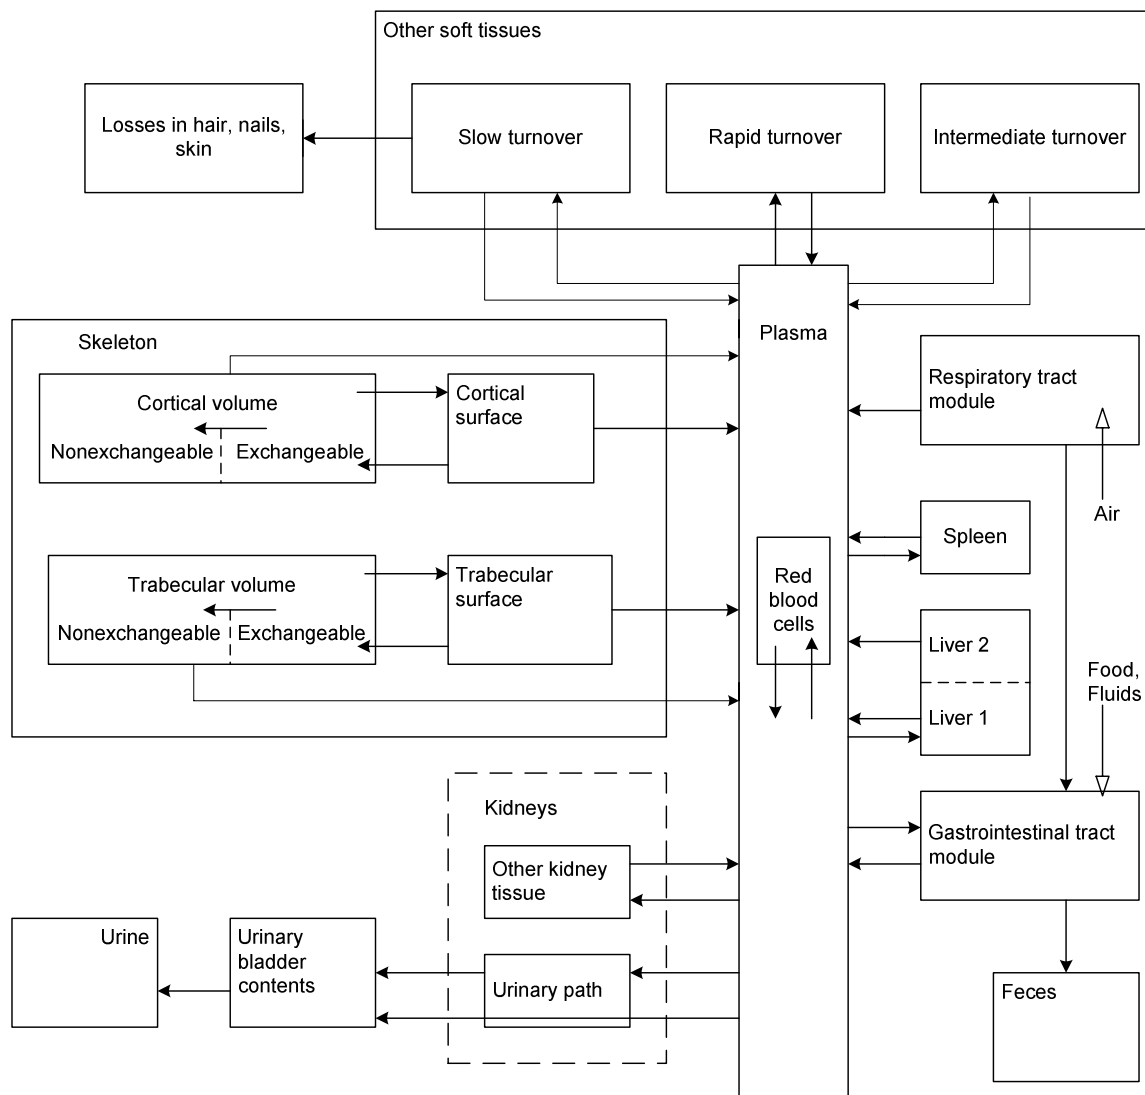 Other soft tissues
Losses in hair, nails,
skin
Slow turnover
Rapid turnover
Intermediate turnover
Plasma
Skeleton
Cortical volume
Nonexchangeable
Exchangeable
Cortical
surface
Respiratory tract
module
Air
Spleen
Trabecular volume
Nonexchangeable
Exchangeable
Trabecular
surface
Red
blood
cells
Liver 2
Liver 1
Food,
Fluids
Kidneys
Other kidney
tissue
Gastrointestinal tract
module
Urine
Urinary
bladder
contents
Urinary path
Feces